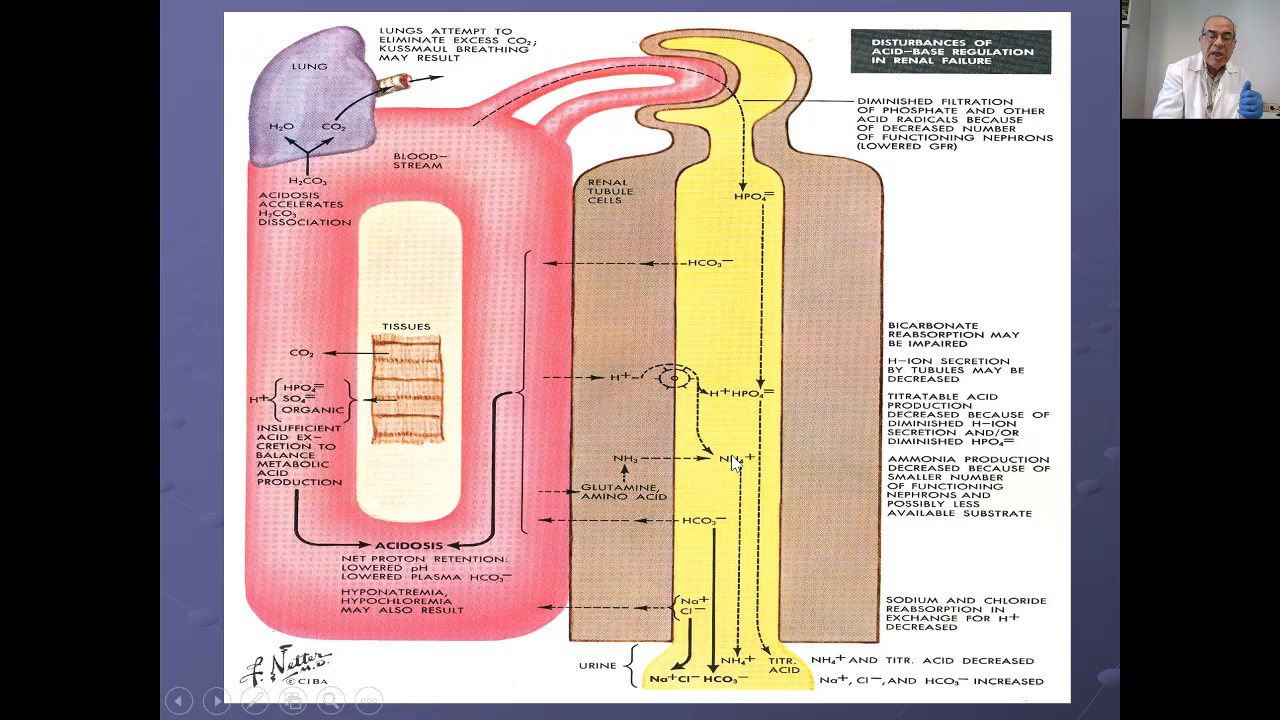 LUNGS ATTEMPT TO
ELIMINATE EXCESS CO₂;
KUSSMAUL BREATHING
MAY RESULT
DISTURBANCES OF
ACID–BASE REGULATION
IN RENAL FAILURE
LUNG
H₂O
CO₂
H₂CO₃
ACIDOSIS
ACCELERATES
H₂CO₃
DISSOCIATION
BLOOD–
STREAM
DIMINISHED FILTRATION
OF PHOSPHATE AND OTHER
ACID RADICALS BECAUSE
OF DECREASED NUMBER
OF FUNCTIONING NEPHRONS
(LOWERED GFR)
RENAL
TUBULE
CELLS
HPO₄=
HCO₃–
TISSUES
CO₂
H+
HPO₄=
SO₄=
ORGANIC
INSUFFICIENT
ACID EX–
CRETION TO
BALANCE
METABOLIC
ACID
PRODUCTION
H+
H+HPO₄=
NH₃
NH₄+
GLUTAMINE,
AMINO ACID
HCO₃–
BICARBONATE
REABSORPTION MAY
BE IMPAIRED
H–ION SECRETION
BY TUBULES MAY BE
DECREASED
TITRATABLE ACID
PRODUCTION
DECREASED BECAUSE OF
DIMINISHED H–ION
SECRETION AND/OR
DIMINISHED HPO₄=
AMMONIA PRODUCTION
DECREASED BECAUSE OF
SMALLER NUMBER
OF FUNCTIONING
NEPHRONS AND
POSSIBLY LESS
AVAILABLE SUBSTRATE
ACIDOSIS
NET PROTON RETENTION:
LOWERED pH
LOWERED PLASMA HCO₃–
HYPONATREMIA,
HYPOCHLOREMIA
MAY ALSO RESULT
Na+
Cl–
SODIUM AND CHLORIDE
REABSORPTION IN
EXCHANGE FOR H+
DECREASED
URINE
Na+Cl– HCO₃–
NH₄+
TITR.
ACID
NH₄+ AND TITR. ACID DECREASED
Na+, Cl–, AND HCO₃– INCREASED
F. Netter
M.D.
© CIBA